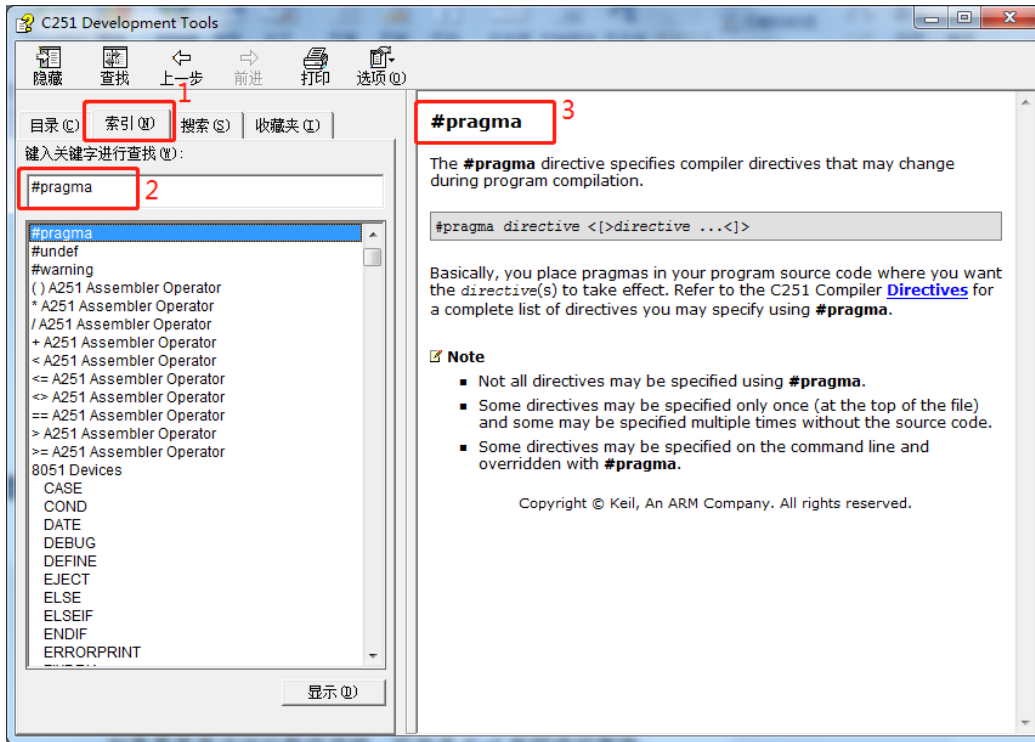 C251 Development Tools
隐藏 查找 上一步 前进 打印 选项(O)
1
目录(C) 索引(N) 搜索(S) 收藏夹(I)
键入关键字进行查找(W):
#pragma
2
#pragma
#undef
#warning
( ) A251 Assembler Operator
* A251 Assembler Operator
/ A251 Assembler Operator
+ A251 Assembler Operator
< A251 Assembler Operator
<= A251 Assembler Operator
<> A251 Assembler Operator
== A251 Assembler Operator
> A251 Assembler Operator
>= A251 Assembler Operator
8051 Devices
CASE
COND
DATE
DEBUG
DEFINE
EJECT
ELSE
ELSEIF
ENDIF
ERRORPRINT
显示(D)
#pragma
3
The #pragma directive specifies compiler directives that may change
during program compilation.
#pragma directive <[>directive ...<]>
Basically, you place pragmas in your program source code where you want
the directive(s) to take effect. Refer to the C251 Compiler Directives for
a complete list of directives you may specify using #pragma.
Note
Not all directives may be specified using #pragma.
Some directives may be specified only once (at the top of the file)
and some may be specified multiple times without the source code.
Some directives may be specified on the command line and
overridden with #pragma.
Copyright © Keil, An ARM Company. All rights reserved.